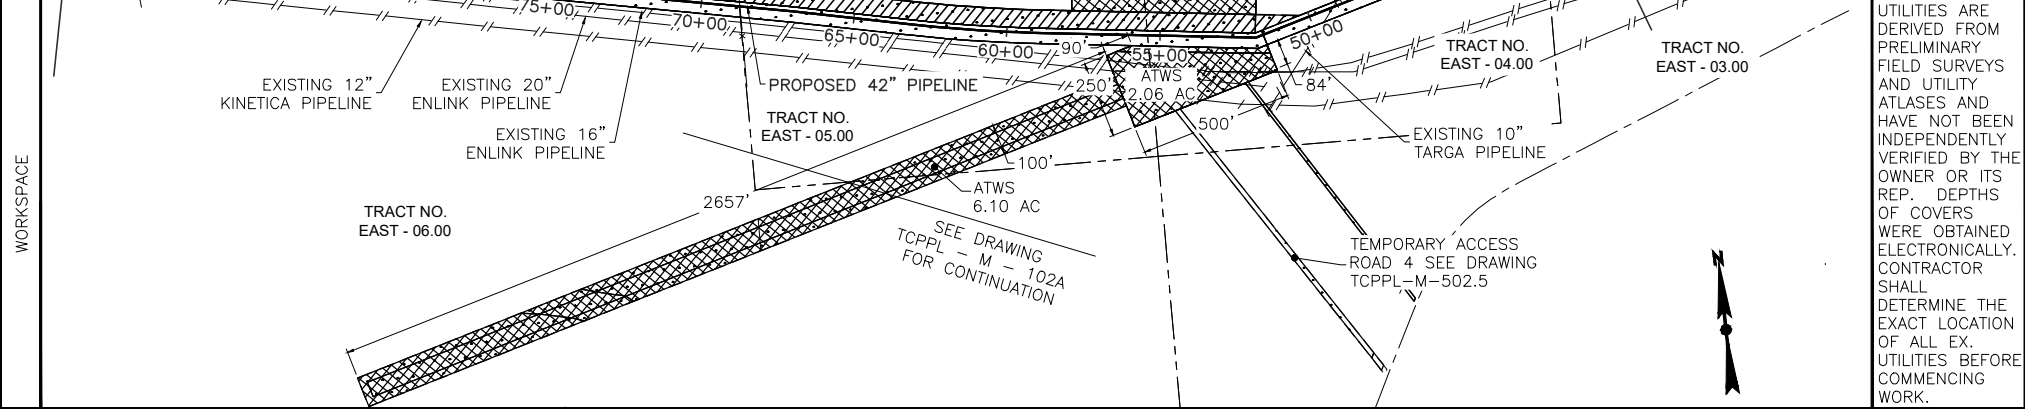 WORKSPACE
75+00
70+00
65+00
60+00
90'
55+00
50+00
EXISTING 12"
KINETICA PIPELINE
EXISTING 20"
ENLINK PIPELINE
EXISTING 16"
ENLINK PIPELINE
PROPOSED 42" PIPELINE
TRACT NO.
EAST - 05.00
250'
ATWS
2.06 AC
84'
500'
TRACT NO.
EAST - 04.00
TRACT NO.
EAST - 03.00
EXISTING 10"
TARGA PIPELINE
100'
ATWS
6.10 AC
2657'
TRACT NO.
EAST - 06.00
SEE DRAWING
TCPPL - M - 102A
FOR CONTINUATION
TEMPORARY ACCESS
ROAD 4 SEE DRAWING
TCPPL-M-502.5
N
UTILITIES ARE
DERIVED FROM
PRELIMINARY
FIELD SURVEYS
AND UTILITY
ATLASES AND
HAVE NOT BEEN
INDEPENDENTLY
VERIFIED BY THE
OWNER OR ITS
REP. DEPTHS
OF COVERS
WERE OBTAINED
ELECTRONICALLY.
CONTRACTOR
SHALL
DETERMINE THE
EXACT LOCATION
OF ALL EX.
UTILITIES BEFORE
COMMENCING
WORK.